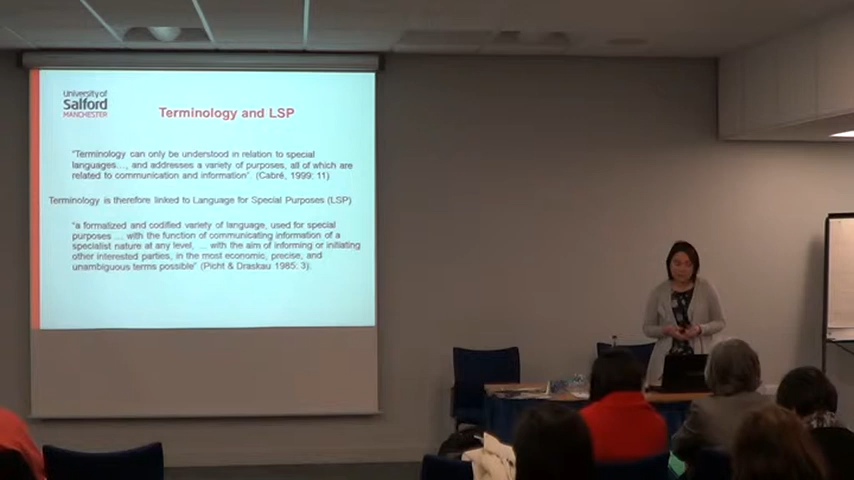 University of
Salford
MANCHESTER
Terminology and LSP
"Terminology can only be understood in relation to special
languages…, and addresses a variety of purposes, all of which are
related to communication and information". (Cabré, 1999: 11)
Terminology is therefore linked to Language for Special Purposes (LSP)
"a formalized and codified variety of language, used for special
purposes … with the function of communicating information of a
specialist nature at any level, … with the aim of informing or initiating
other interested parties, in the most economic, precise, and
unambiguous terms possible" (Picht & Draskau 1985: 3).